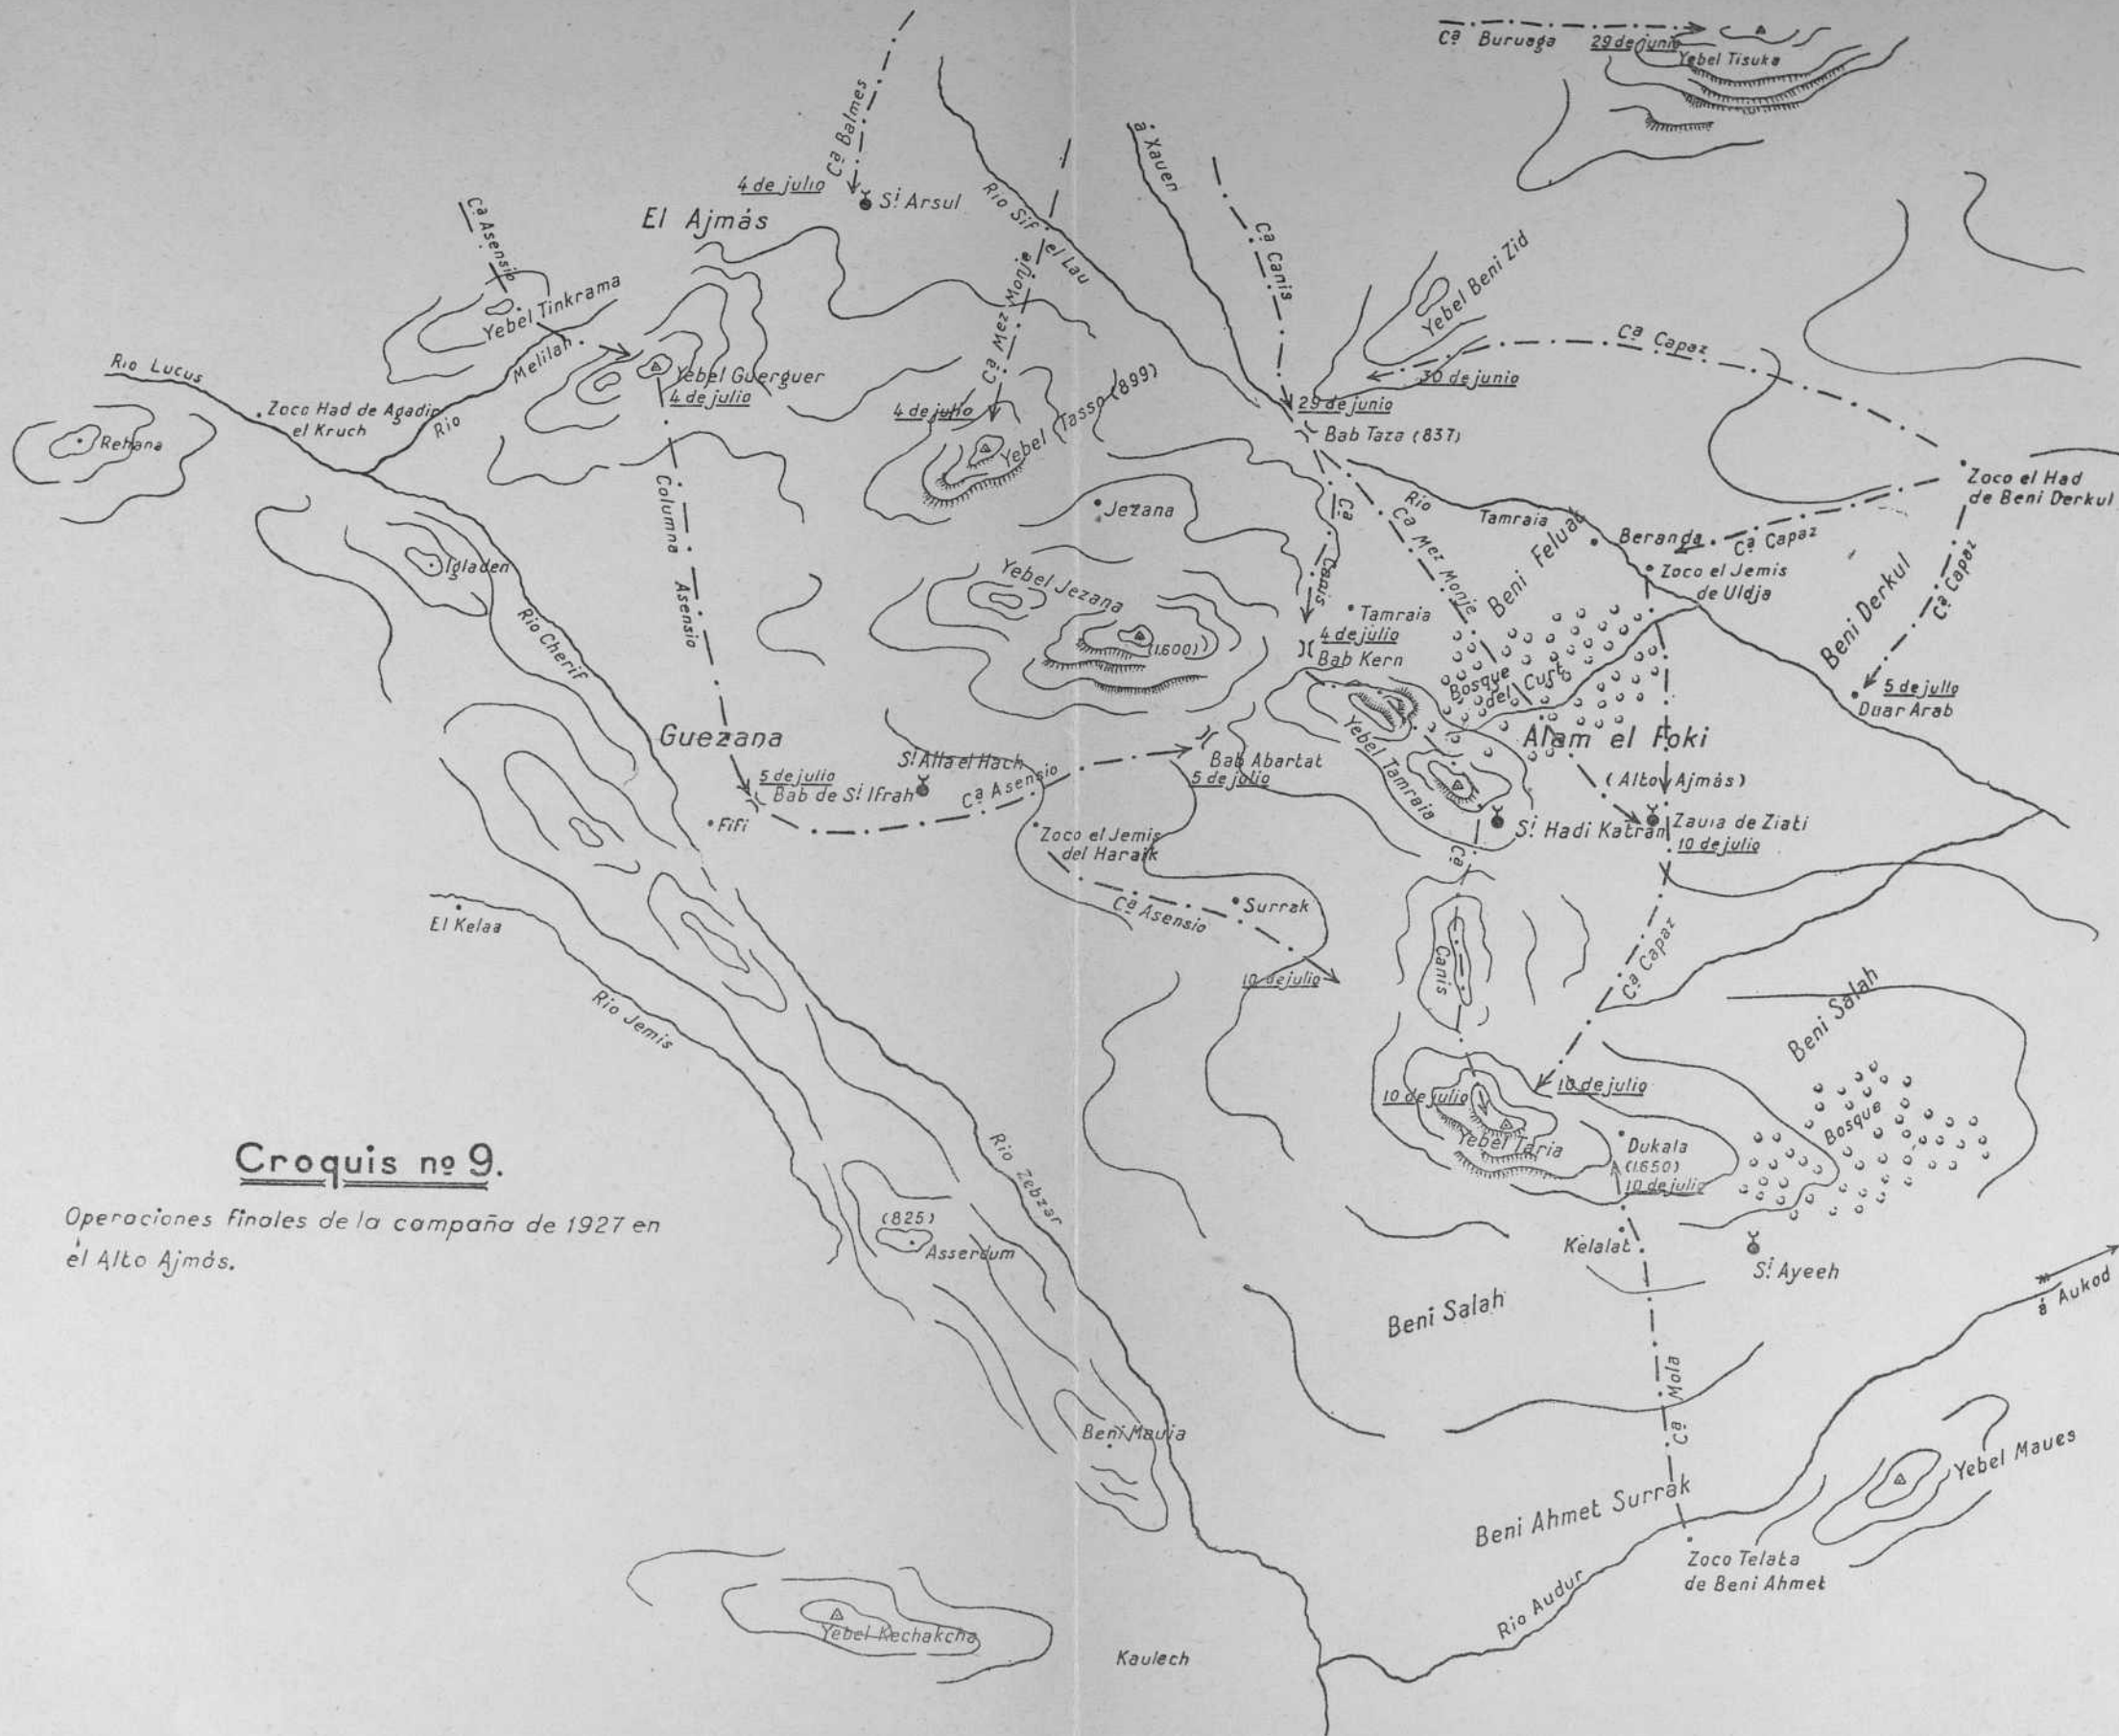 Cª Buruaga
29 de junio
Yebel Tisuka
Cª Balmes
4 de julio
Sⁱ Arsul
El Ajmás
Rio Sif el Lau
á Xauen
Cª Canis
Cª Asensio
Yebel Tinkrama
Cª Mez Monje
Yebel Beni Zid
Cª Capaz
30 de junio
Rio Lucus
Rio Melilah
Yebel Guerguer
4 de julio
Zoco Had de Agadir
el Kruch
Rehana
4 de julio
Yebel Tasso (899)
29 de junio
Bab Taza (837)
Zoco el Had
de Beni Derkul
Jezana
Rio Tamraia
Cª Mez Monje
Cª Canis
Beni Feluat
Beranda
Cª Capaz
Zoco el Jemis
de Uldja
Beni Derkul
Cª Capaz
Columna Asensio
Igladen
Yebel Jezana
(1.600)
Tamraia
4 de julio
Bab Kern
Rio Cherif
Bosque
del Cust
5 de julio
Duar Arab
Guezana
Alam el Foki
(Alto Ajmás)
Sⁱ Alla el Hach
Bab Abartat
5 de julio
Yebel Tamraia
5 de julio
Bab de Sⁱ Ifrah
Cª Asensio
Fifi
Zoco el Jemis
del Haraik
Sⁱ Hadi Katran
Zauia de Ziati
10 de julio
El Kelaa
Cª Asensio
Surrak
10 de julio
Cª Canis
Cª Capaz
Rio Jemis
Beni Salah
10 de julio
10 de julio
Yebel Taria
Dukala
(1.650)
10 de julio
Bosque
Rio Zebzar
Croquis nº 9.
Operaciones finales de la campaña de 1927 en
el Alto Ajmás.
(825)
Asserdum
Kelalat
Sⁱ Ayeeh
á Aukod
Beni Salah
Cª Mola
Beni Mauia
Yebel Maues
Beni Ahmet Surrak
Zoco Telata
de Beni Ahmet
Rio Audur
Yebel Kechakcha
Kaulech